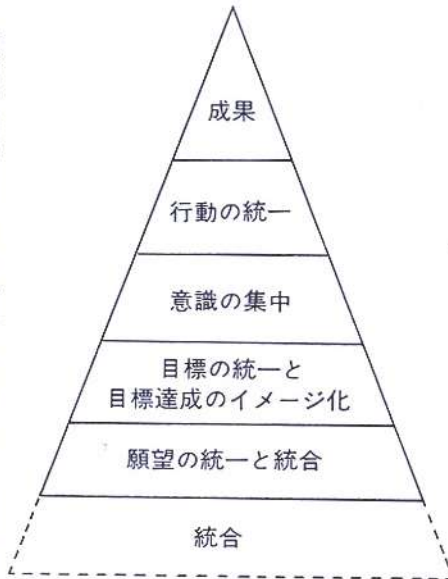 成果
行動の統一
意識の集中
目標の統一と
目標達成のイメージ化
願望の統一と統合
統合